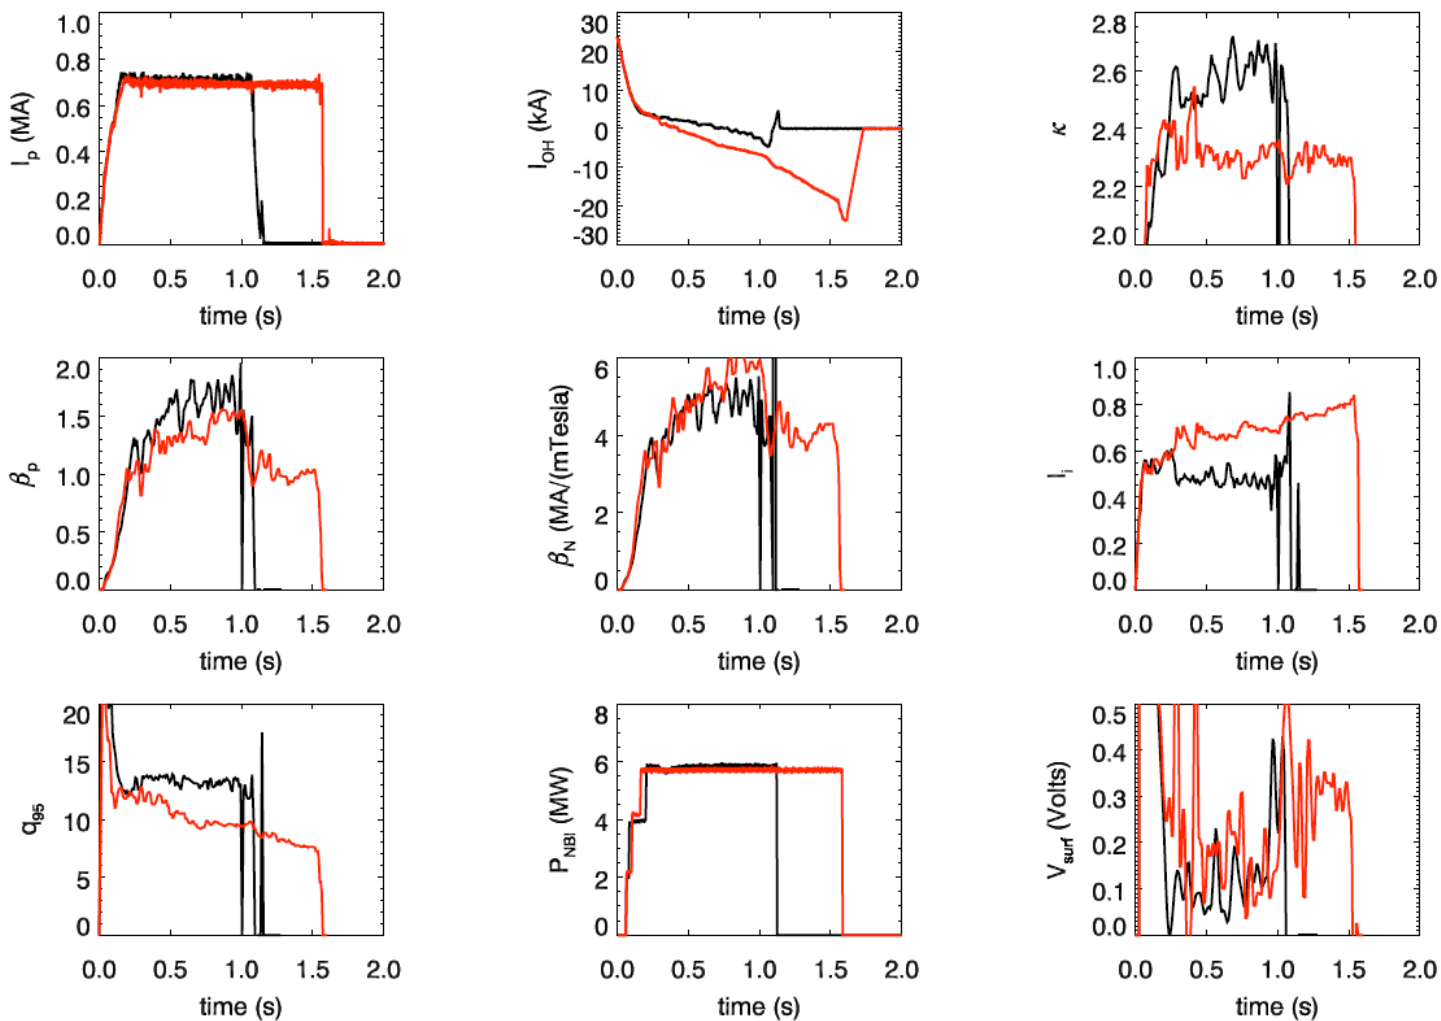 1.0
0.8
0.6
0.4
0.2
0.0
I_p (MA)
0.0 0.5 1.0 1.5 2.0
time (s)
30
20
10
0
-10
-20
-30
I_OH (kA)
0.0 0.5 1.0 1.5 2.0
time (s)
2.8
2.6
2.4
2.2
2.0
κ
0.0 0.5 1.0 1.5 2.0
time (s)
2.0
1.5
1.0
0.5
0.0
β_p
0.0 0.5 1.0 1.5 2.0
time (s)
6
4
2
0
β_N (MA/(mTesla)
0.0 0.5 1.0 1.5 2.0
time (s)
1.0
0.8
0.6
0.4
0.2
0.0
l_i
0.0 0.5 1.0 1.5 2.0
time (s)
20
15
10
5
0
q_95
0.0 0.5 1.0 1.5 2.0
time (s)
8
6
4
2
0
P_NBI (MW)
0.0 0.5 1.0 1.5 2.0
time (s)
0.5
0.4
0.3
0.2
0.1
0.0
V_surf (Volts)
0.0 0.5 1.0 1.5 2.0
time (s)